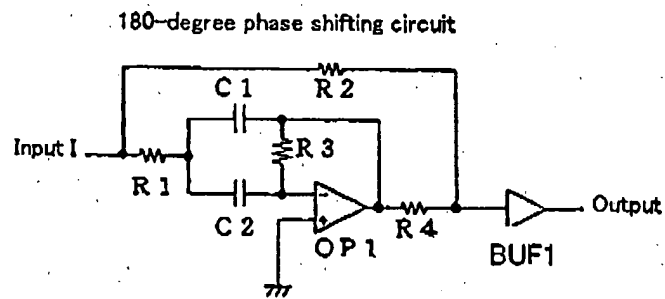 180-degree phase shifting circuit
R2
C1
R3
Input I
R1
C2
-
+
OP1
R4
BUF1
Output